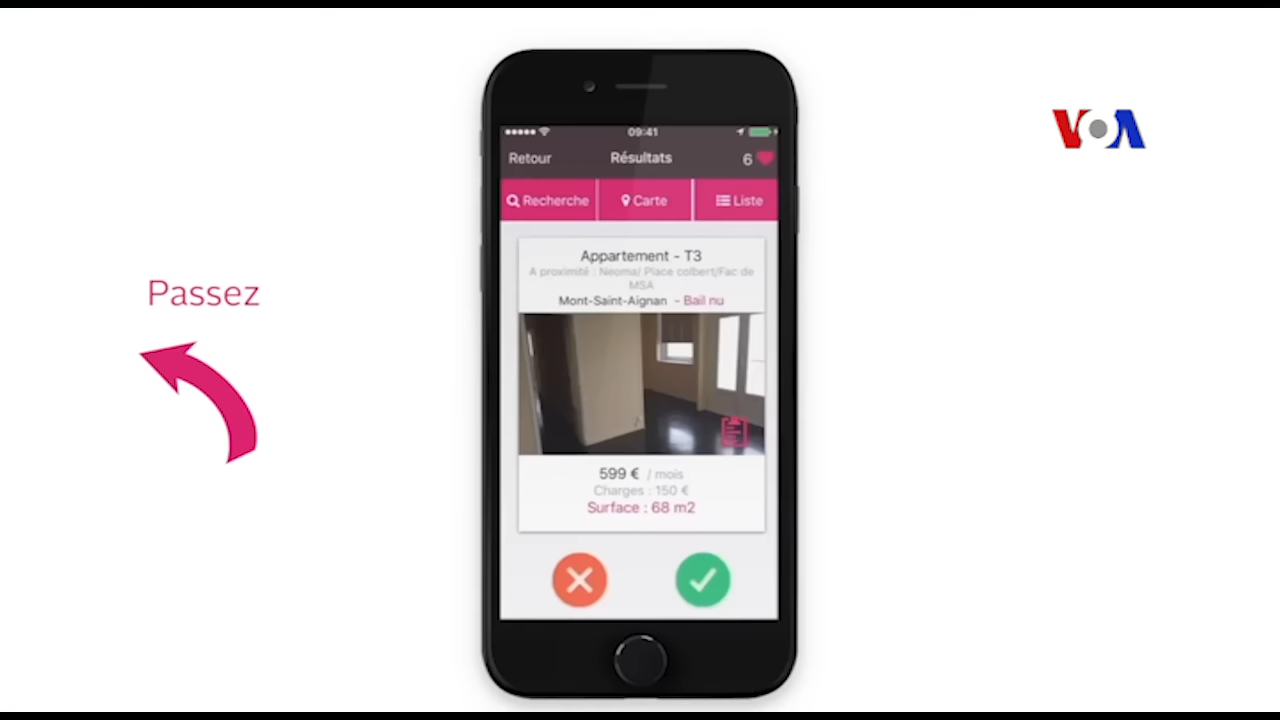 VOA
09:41
Retour Résultats 6
Recherche Carte Liste
Passez
Appartement - T3
A proximité : Neoma/ Place colbert/Fac de
MSA
Mont-Saint-Aignan - Bail nu
599 € / mois
Charges : 150 €
Surface : 68 m2